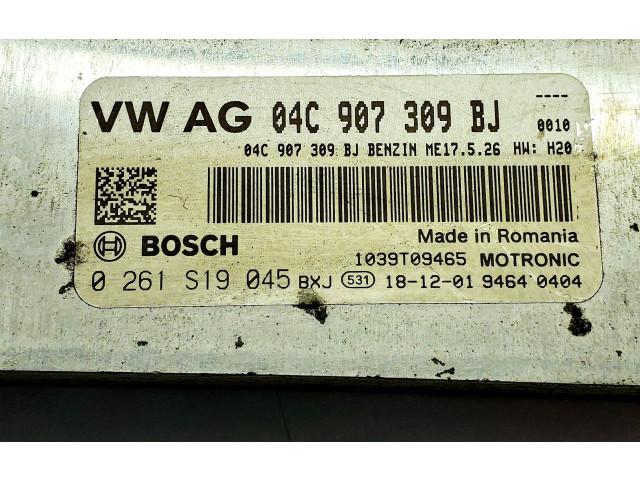 ----
VW AG 04C 907 309 BJ 0010
04C 907 309 BJ BENZIN ME17.5.26 HW: H20
BOSCH
Made in Romania
1039T09465 MOTRONIC
0 261 S19 045 BXJ 531 18-12-01 9464 0404